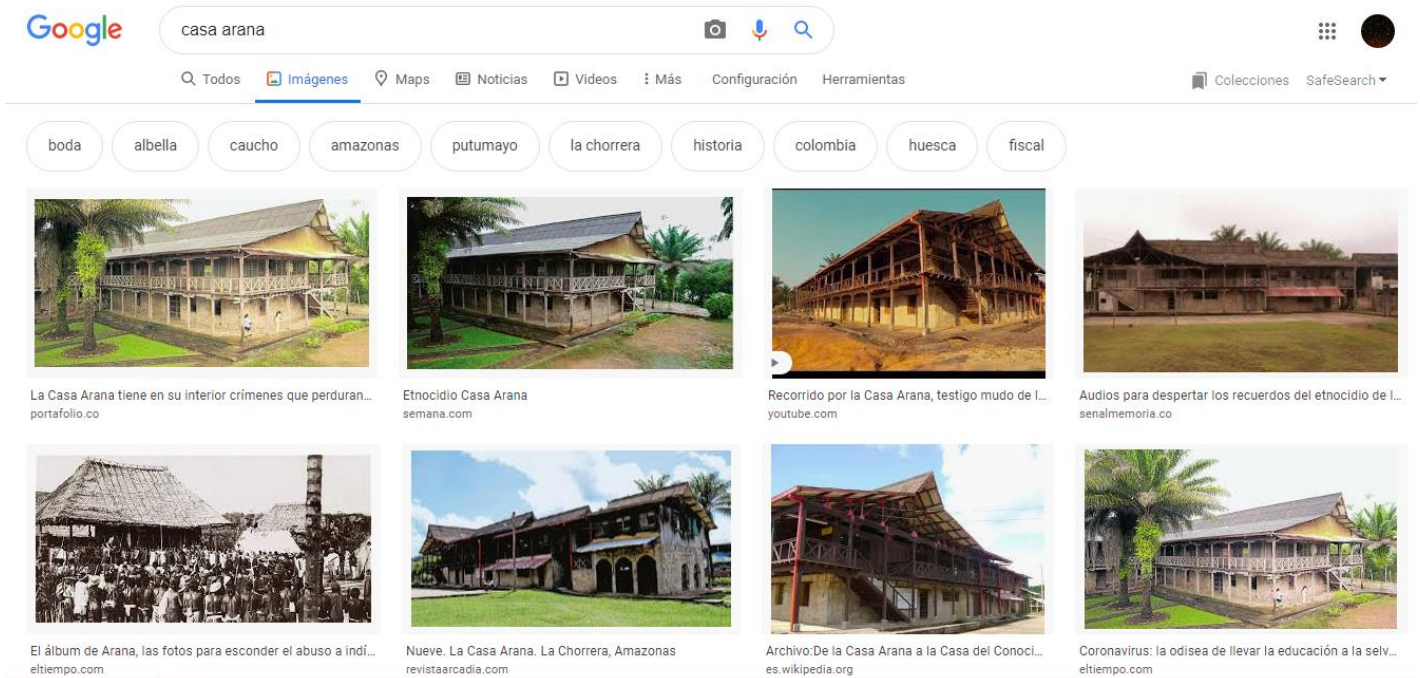 Google
casa arana
Todos Imágenes Maps Noticias Videos Más Configuración Herramientas Colecciones SafeSearch
boda albella caucho amazonas putumayo la chorrera historia colombia huesca fiscal
La Casa Arana tiene en su interior crímenes que perduran... Etnocidio Casa Arana Recorrido por la Casa Arana, testigo mudo de l... Audios para despertar los recuerdos del etnocidio de l...
portafolio.co semana.com youtube.com senalmemoria.co
El álbum de Arana, las fotos para esconder el abuso a indí... Nueve. La Casa Arana. La Chorrera, Amazonas Archivo:De la Casa Arana a la Casa del Conoci... Coronavirus: la odisea de llevar la educación a la selv...
eltiempo.com revistaarcadia.com es.wikipedia.org eltiempo.com